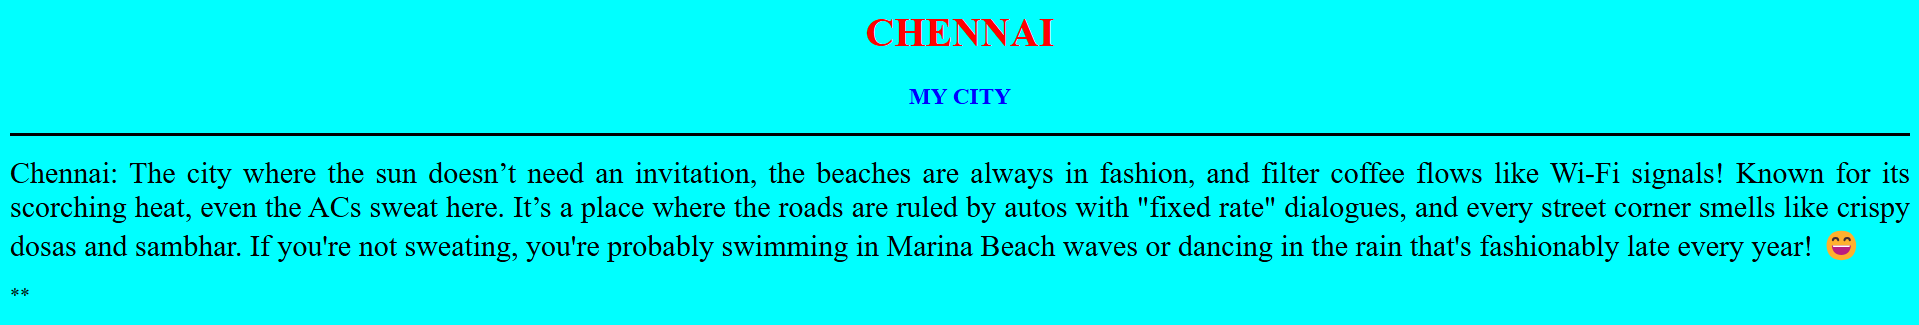 CHENNAI
MY CITY
Chennai: The city where the sun doesn’t need an invitation, the beaches are always in fashion, and filter coffee flows like Wi-Fi signals! Known for its
scorching heat, even the ACs sweat here. It’s a place where the roads are ruled by autos with "fixed rate" dialogues, and every street corner smells like crispy
dosas and sambhar. If you're not sweating, you're probably swimming in Marina Beach waves or dancing in the rain that's fashionably late every year! 😄
**